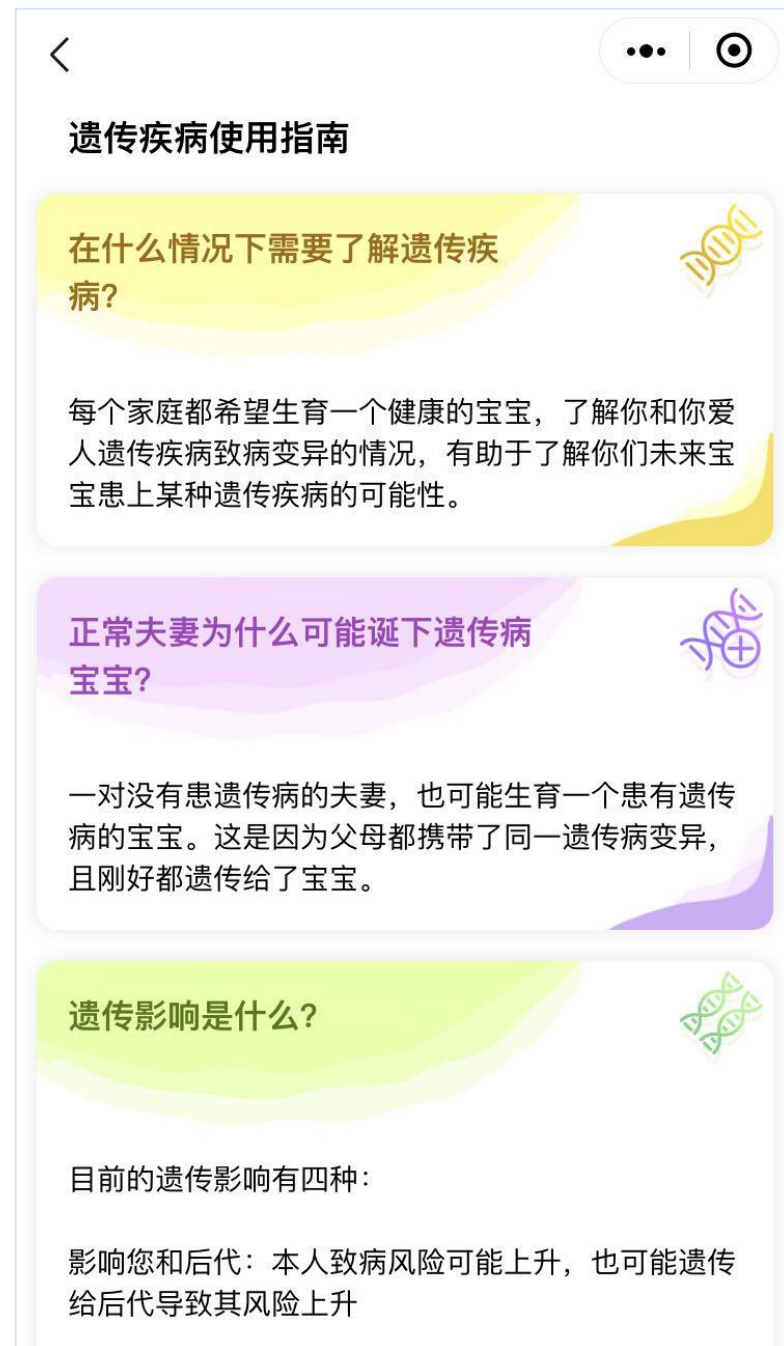 遗传疾病使用指南
在什么情况下需要了解遗传疾
病?
每个家庭都希望生育一个健康的宝宝，了解你和你爱
人遗传疾病致病变异的情况，有助于了解你们未来宝
宝患上某种遗传疾病的可能性。
正常夫妻为什么可能诞下遗传病
宝宝?
一对没有患遗传病的夫妻，也可能生育一个患有遗传
病的宝宝。这是因为父母都携带了同一遗传病变异，
且刚好都遗传给了宝宝。
遗传影响是什么?
目前的遗传影响有四种：
影响您和后代：本人致病风险可能上升，也可能遗传
给后代导致其风险上升